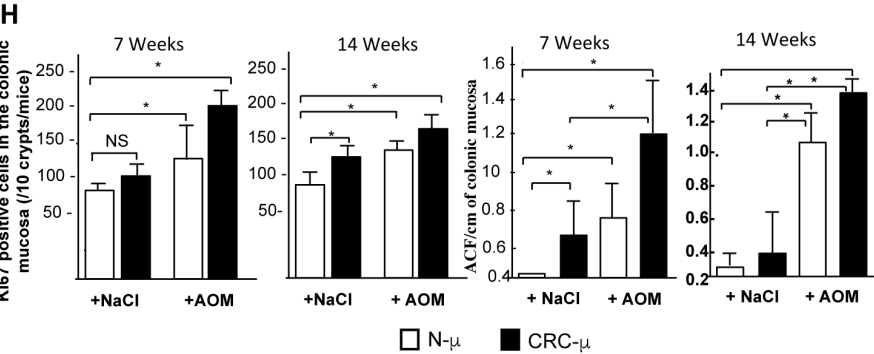 H
7 Weeks
14 Weeks
7 Weeks
14 Weeks
Ki67 positive cells in the colonic
mucosa (/10 crypts/mice)
250
200
150
100
50
*
*
NS
+NaCl
+AOM
250
200
150
100
50
*
*
*
+NaCl
+ AOM
ACF/cm of colonic mucosa
1.6
1.4
1.2
10
0.8
0.6
0.4
*
*
*
*
+ NaCl
+ AOM
1.4
1.2
1.0
0.8
0.6
0.4
0.2
*
*
*
*
+ NaCl
+ AOM
N-µ
CRC-µ